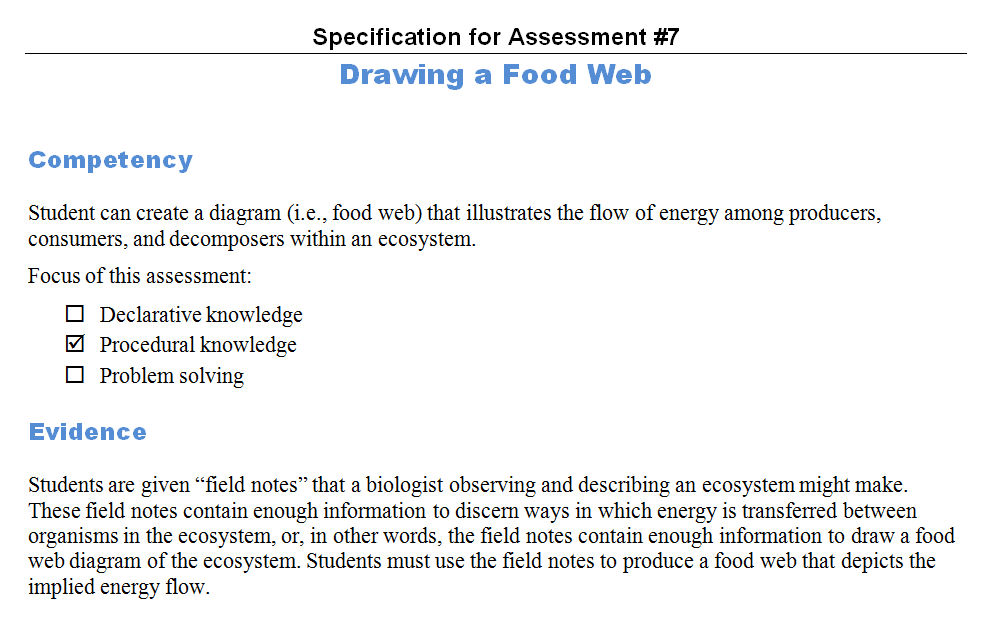 Specification for Assessment #7
Drawing a Food Web
Competency
Student can create a diagram (i.e., food web) that illustrates the flow of energy among producers,
consumers, and decomposers within an ecosystem.
Focus of this assessment:
☐ Declarative knowledge
☑ Procedural knowledge
☐ Problem solving
Evidence
Students are given “field notes” that a biologist observing and describing an ecosystem might make.
These field notes contain enough information to discern ways in which energy is transferred between
organisms in the ecosystem, or, in other words, the field notes contain enough information to draw a food
web diagram of the ecosystem. Students must use the field notes to produce a food web that depicts the
implied energy flow.